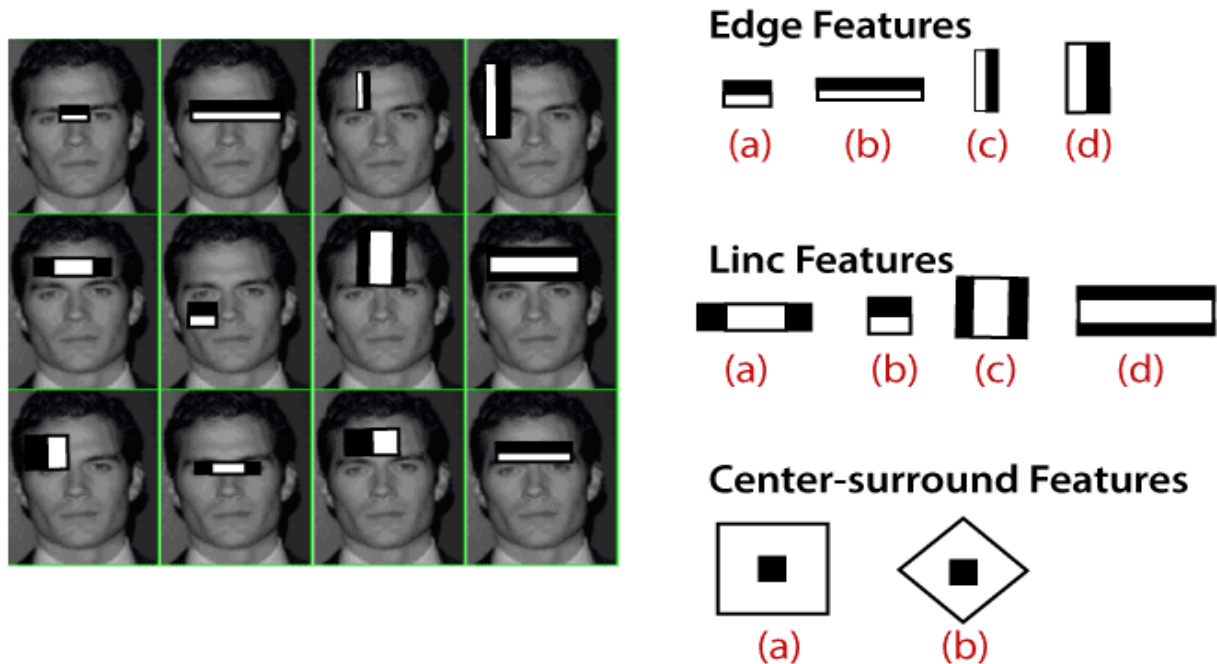 Edge Features
(a) (b) (c) (d)
Linc Features
(a) (b) (c) (d)
Center-surround Features
(a) (b)